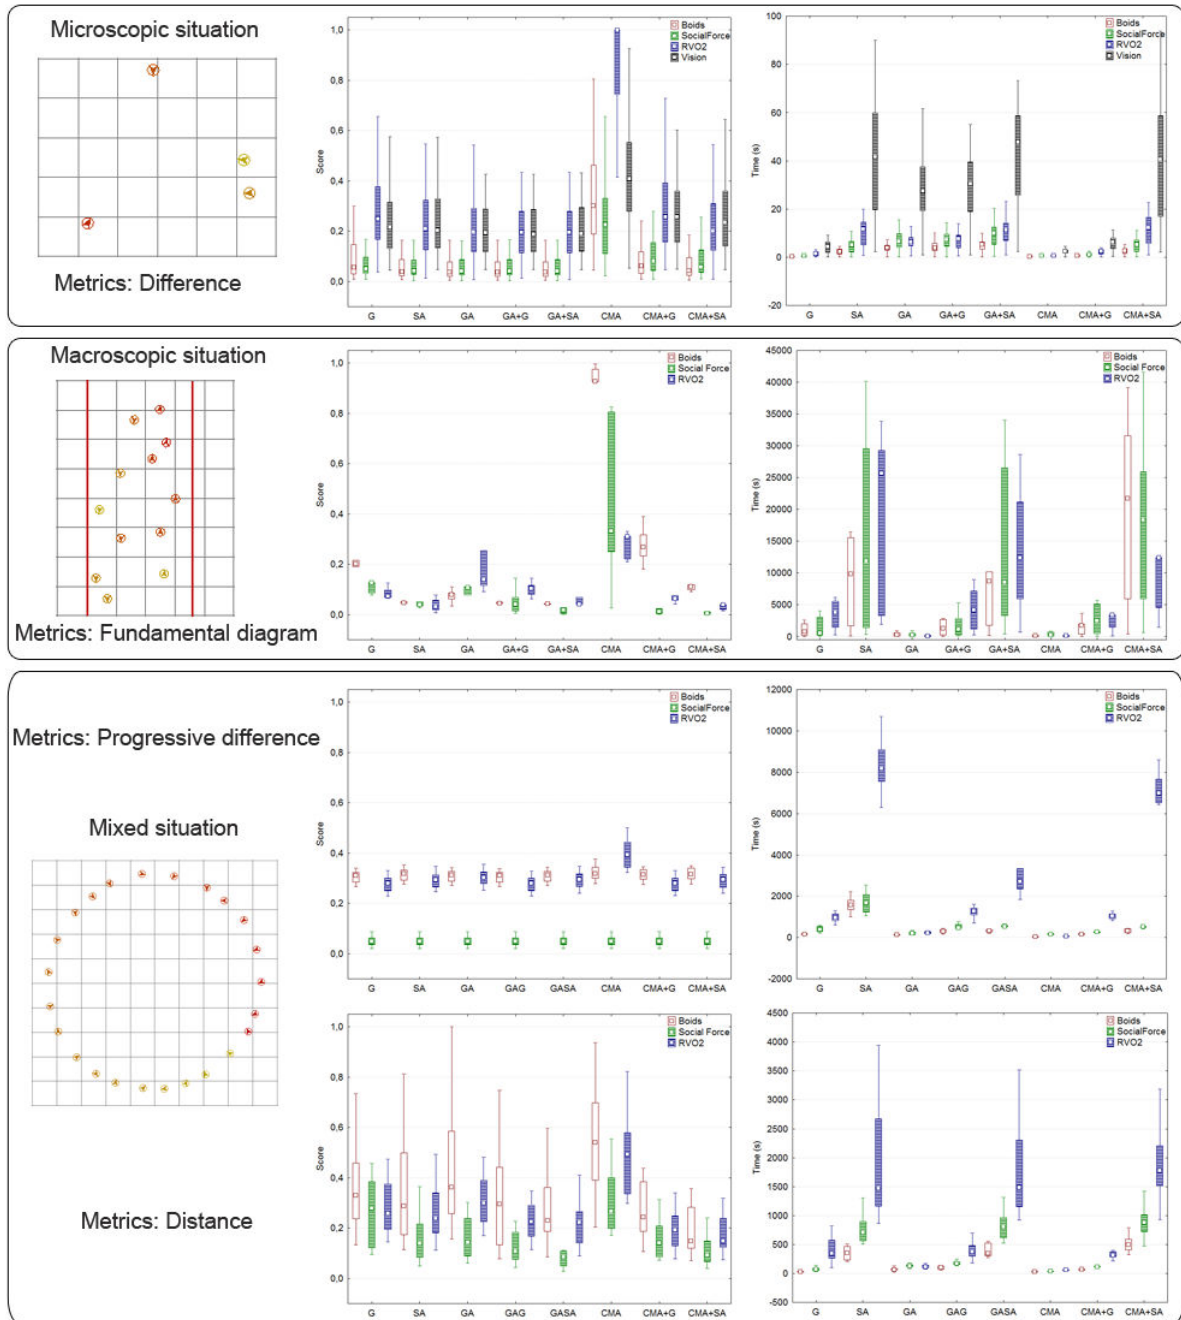 Microscopic situation
Metrics: Difference
1,0
0,8
0,6
0,4
0,2
0,0
Score
Boids
SocialForce
RVO2
Vision
G SA GA GA+G GA+SA CMA CMA+G CMA+SA
100
80
60
40
20
0
-20
Time (s)
Boids
SocialForce
RVO2
Vision
G SA GA GA+G GA+SA CMA CMA+G CMA+SA
Macroscopic situation
Metrics: Fundamental diagram
1,0
0,8
0,6
0,4
0,2
0,0
Score
Boids
Social Force
RVO2
G SA GA GA+G GA+SA CMA CMA+G CMA+SA
45000
40000
35000
30000
25000
20000
15000
10000
5000
0
Time (s)
Boids
Social Force
RVO2
G SA GA GA+G GA+SA CMA CMA+G CMA+SA
Metrics: Progressive difference
Mixed situation
1,0
0,8
0,6
0,4
0,2
0,0
Score
Boids
SocialForce
RVO2
G SA GA GAG GASA CMA CMA+G CMA+SA
12000
10000
8000
6000
4000
2000
0
-2000
Time (s)
Boids
SocialForce
RVO2
G SA GA GAG GASA CMA CMA+G CMA+SA
Metrics: Distance
1,0
0,8
0,6
0,4
0,2
0,0
Score
Boids
Social Force
RVO2
G SA GA GAG GASA CMA CMA+G CMA+SA
4500
4000
3500
3000
2500
2000
1500
1000
500
0
-500
Time (s)
Boids
SocialForce
RVO2
G SA GA GAG GASA CMA CMA+G CMA+SA